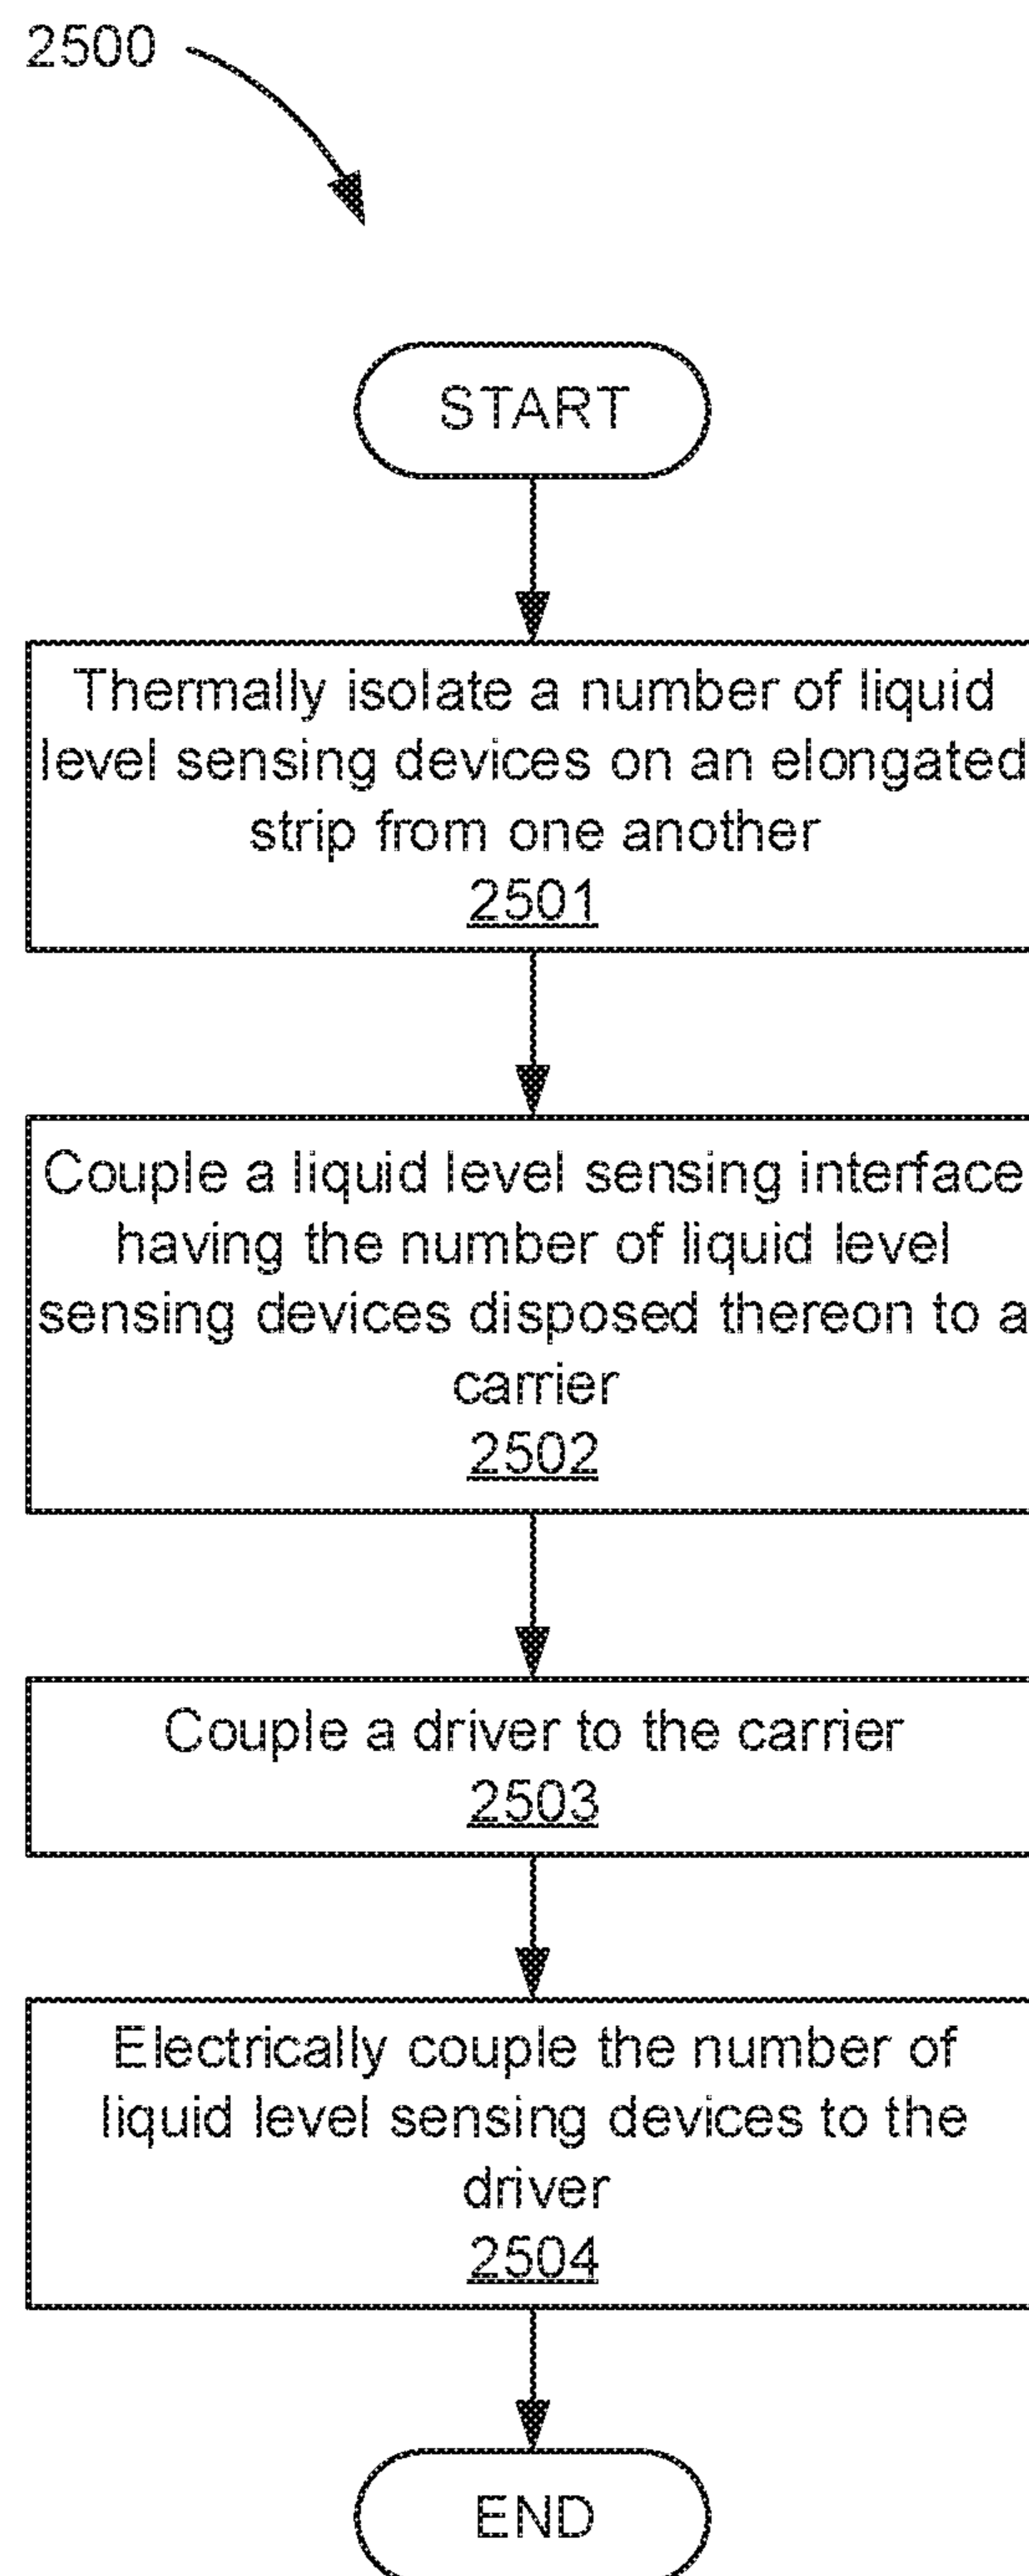 2500
START
Thermally isolate a number of liquid
level sensing devices on an elongated
strip from one another
2501
Couple a liquid level sensing interface
having the number of liquid level
sensing devices disposed thereon to a
carrier
2502
Couple a driver to the carrier
2503
Electrically couple the number of
liquid level sensing devices to the
driver
2504
END